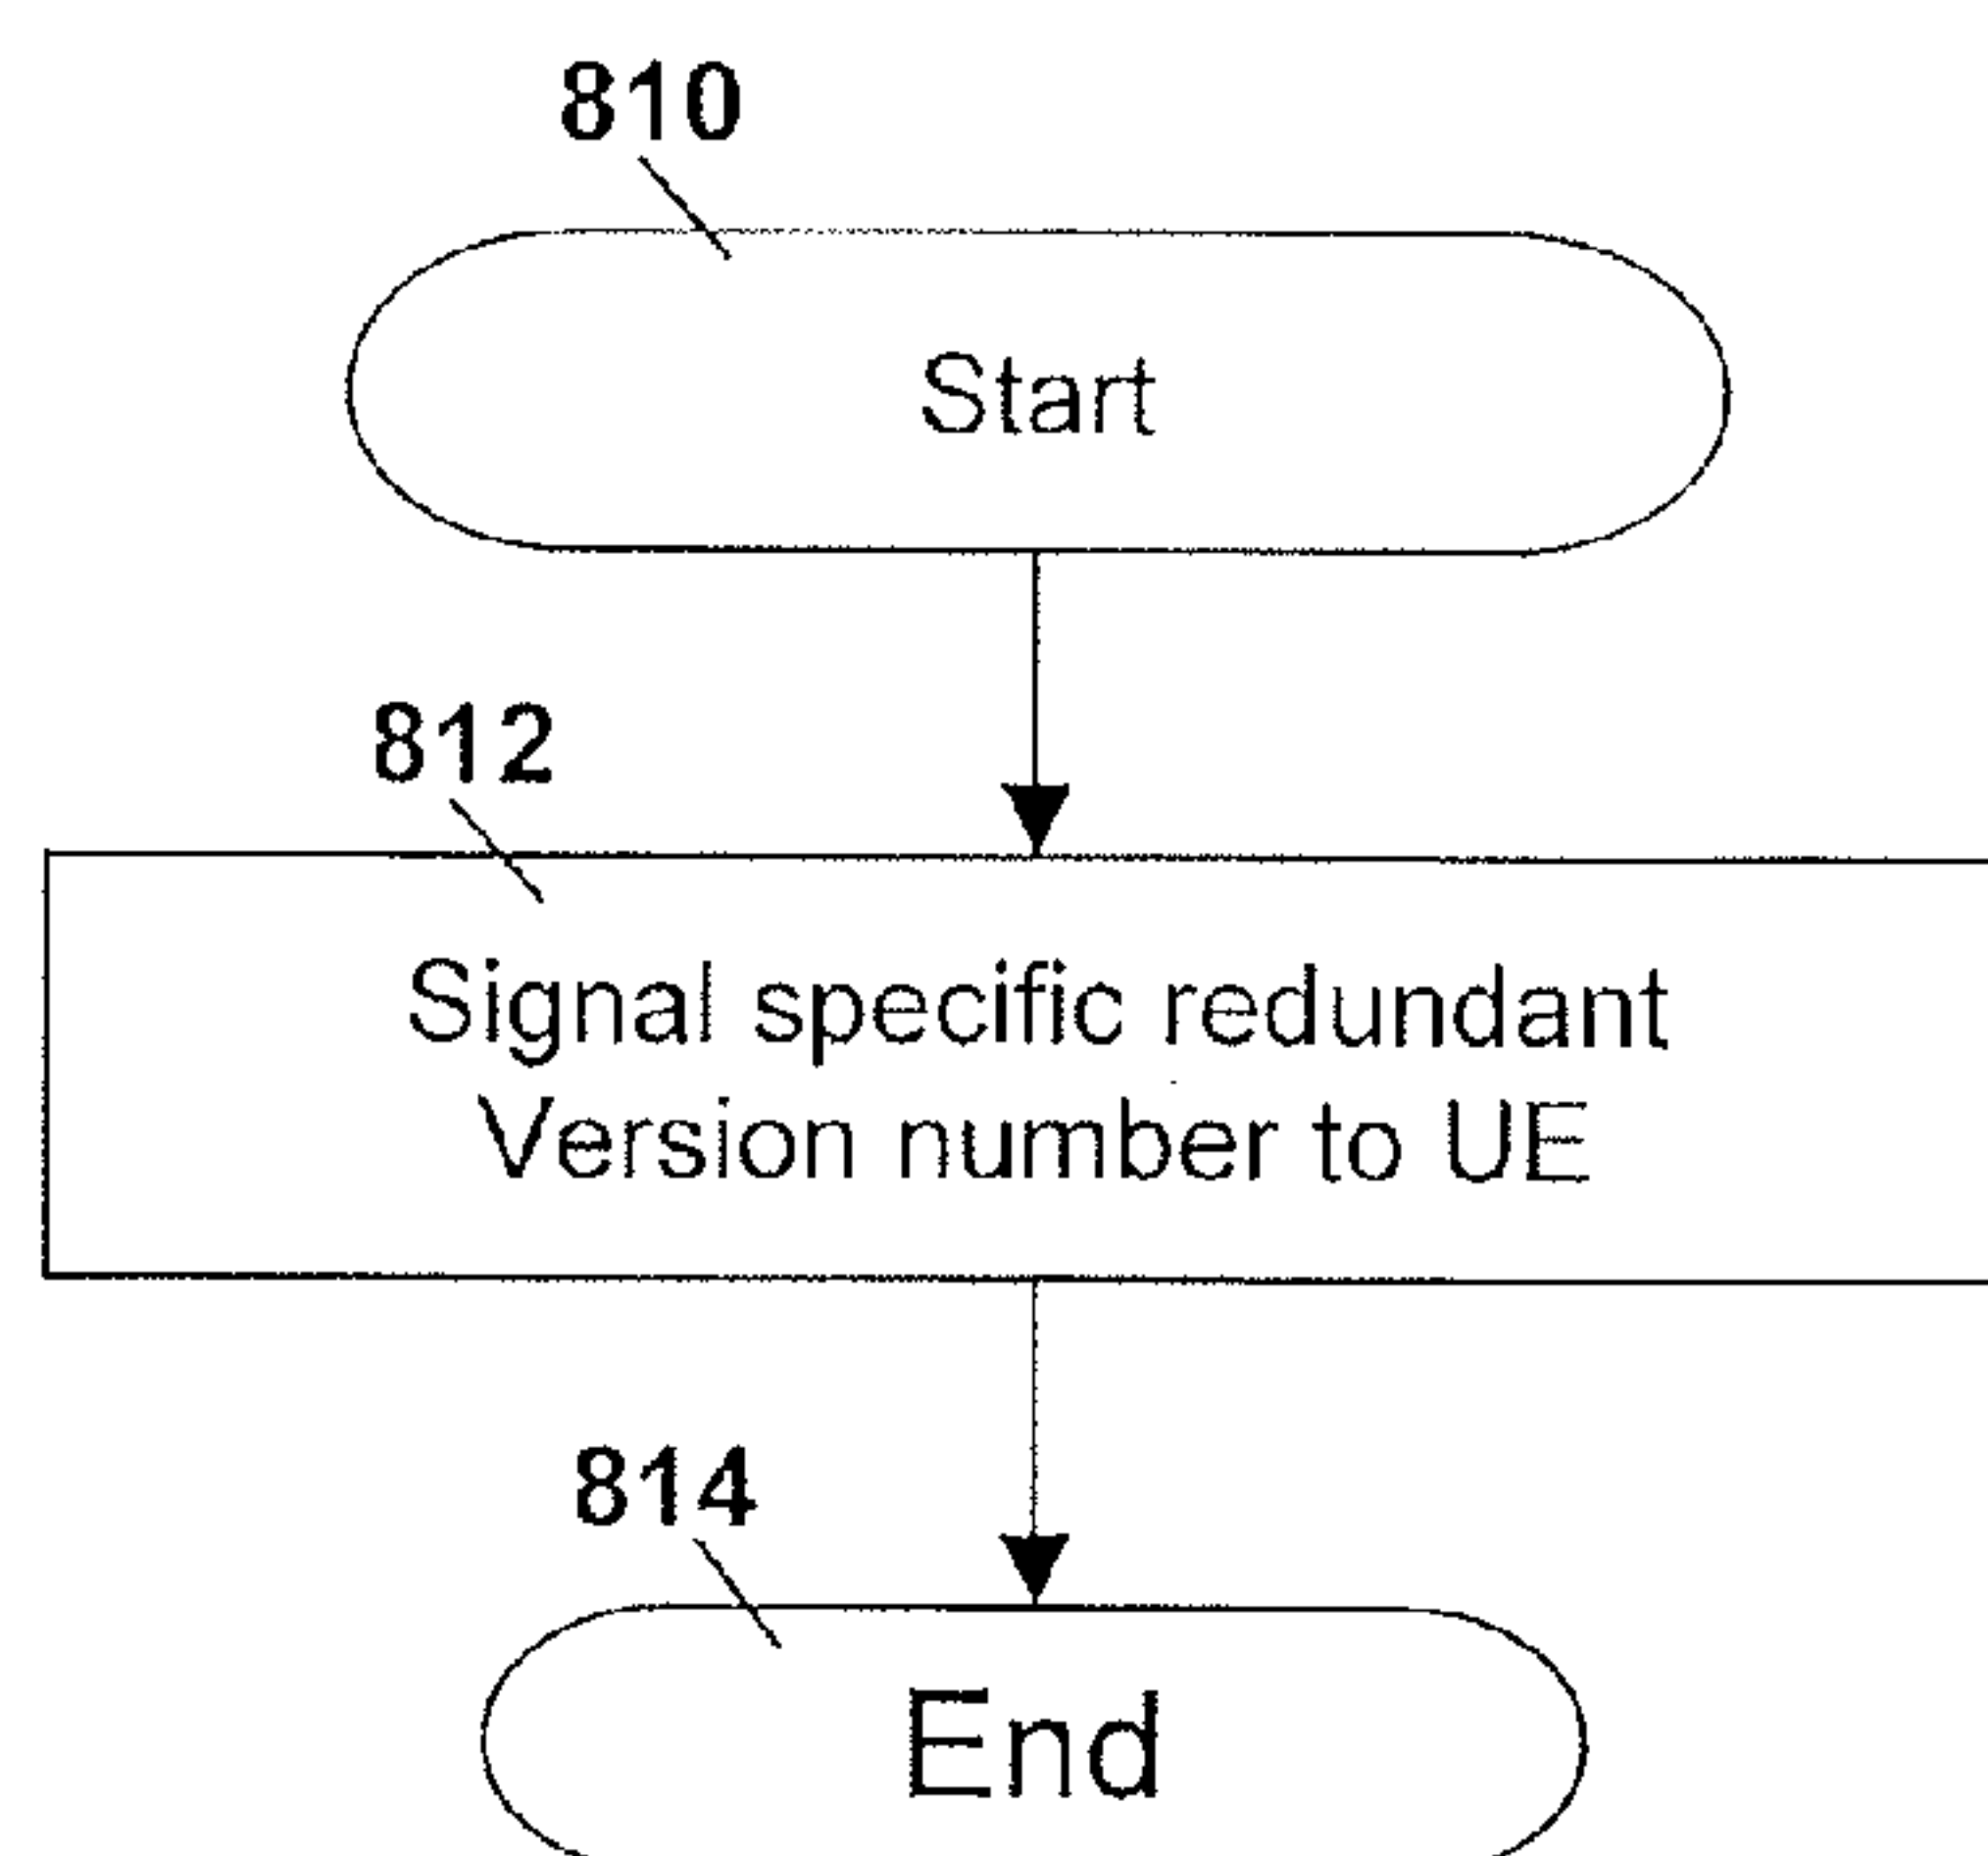 810
Start
812
Signal specific redundant
Version number to UE
814
End